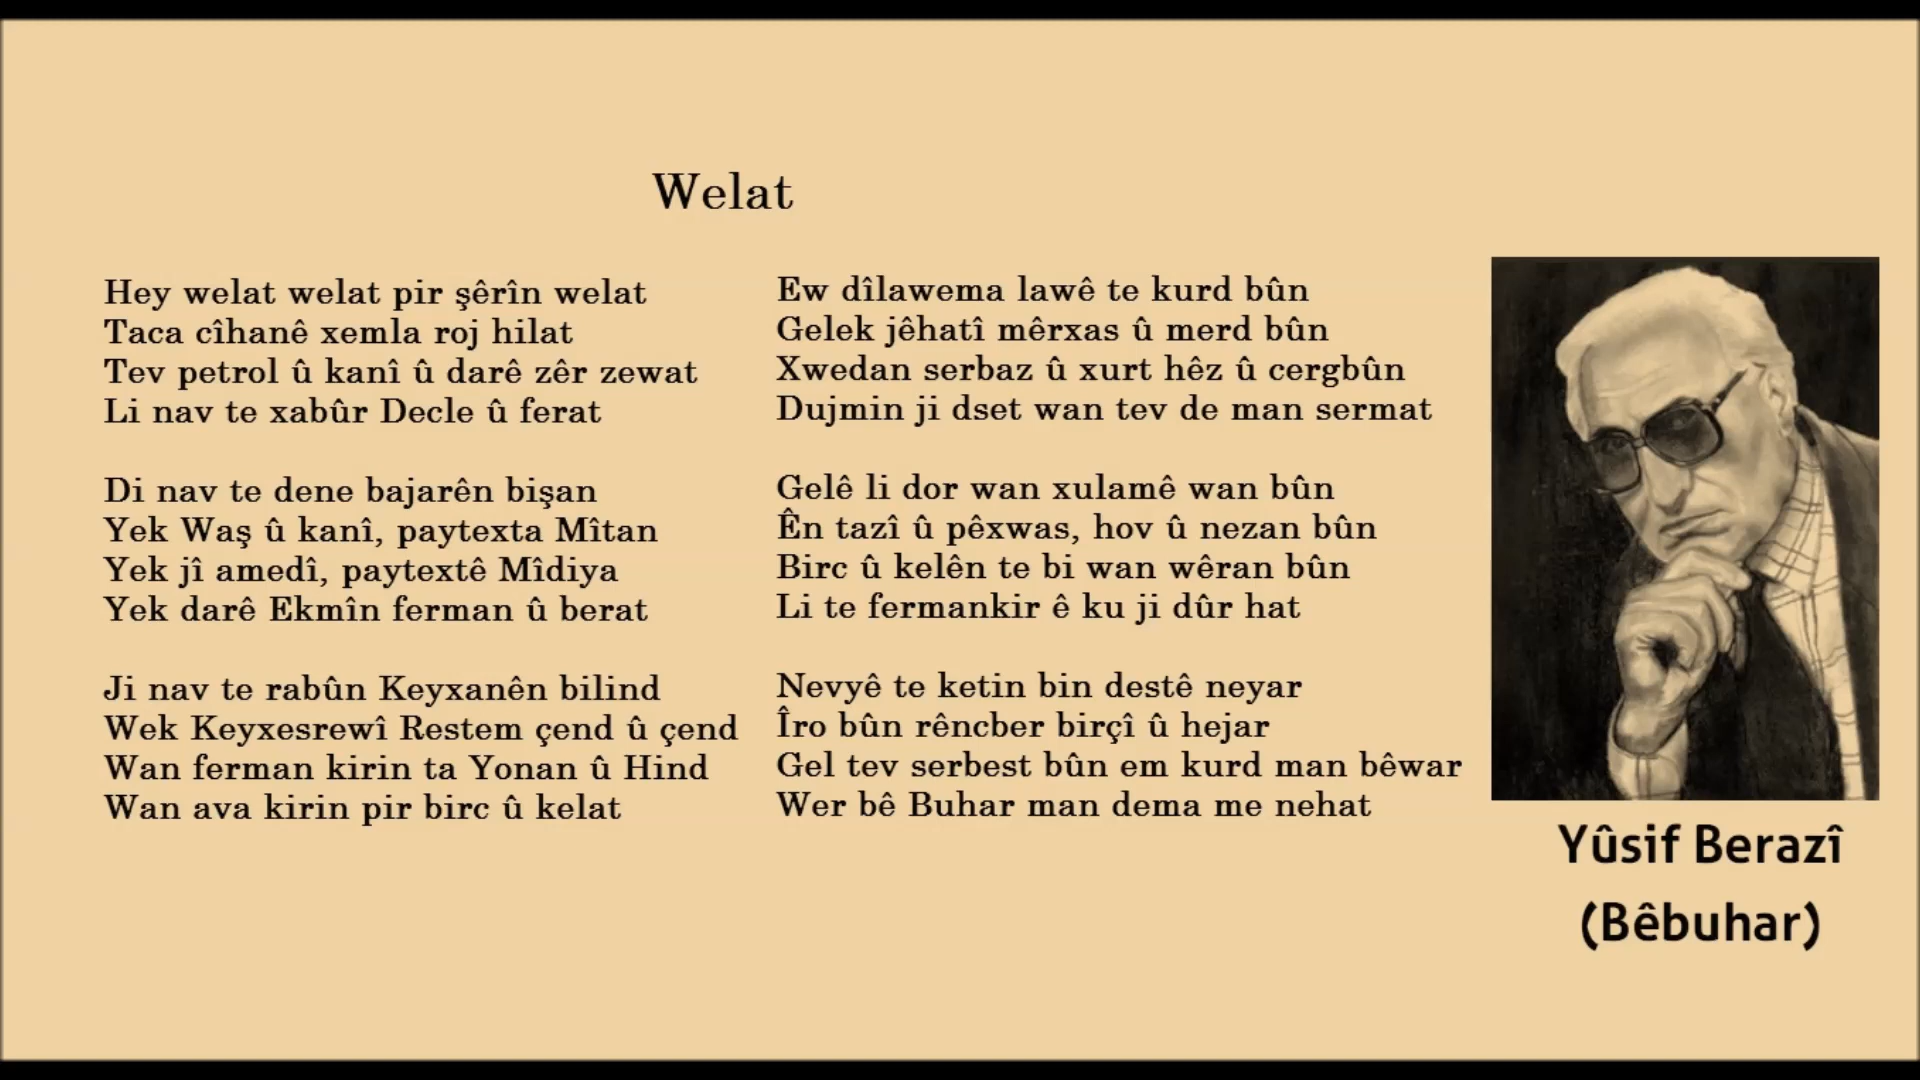 Welat
Hey welat welat pir şêrîn welat
Taca cîhanê xemla roj hilat
Tev petrol û kanî û darê zêr zewat
Li nav te xabûr Decle û ferat
Di nav te dene bajarên bişan
Yek Waş û kanî, paytexta Mîtan
Yek jî amedî, paytextê Mîdiya
Yek darê Ekmîn ferman û berat
Ji nav te rabûn Keyxanên bilind
Wek Keyxesrewî Restem çend û çend
Wan ferman kirin ta Yonan û Hind
Wan ava kirin pir birc û kelat
Ew dîlawema lawê te kurd bûn
Gelek jêhatî mêrxas û merd bûn
Xwedan serbaz û xurt hêz û cergbûn
Dujmin ji dset wan tev de man sermat
Gelê li dor wan xulamê wan bûn
Ên tazî û pêxwas, hov û nezan bûn
Birc û kelên te bi wan wêran bûn
Li te fermankir ê ku ji dûr hat
Nevyê te ketin bin destê neyar
Îro bûn rêncber birçî û hejar
Gel tev serbest bûn em kurd man bêwar
Wer bê Buhar man dema me nehat
Yûsif Berazî
(Bêbuhar)